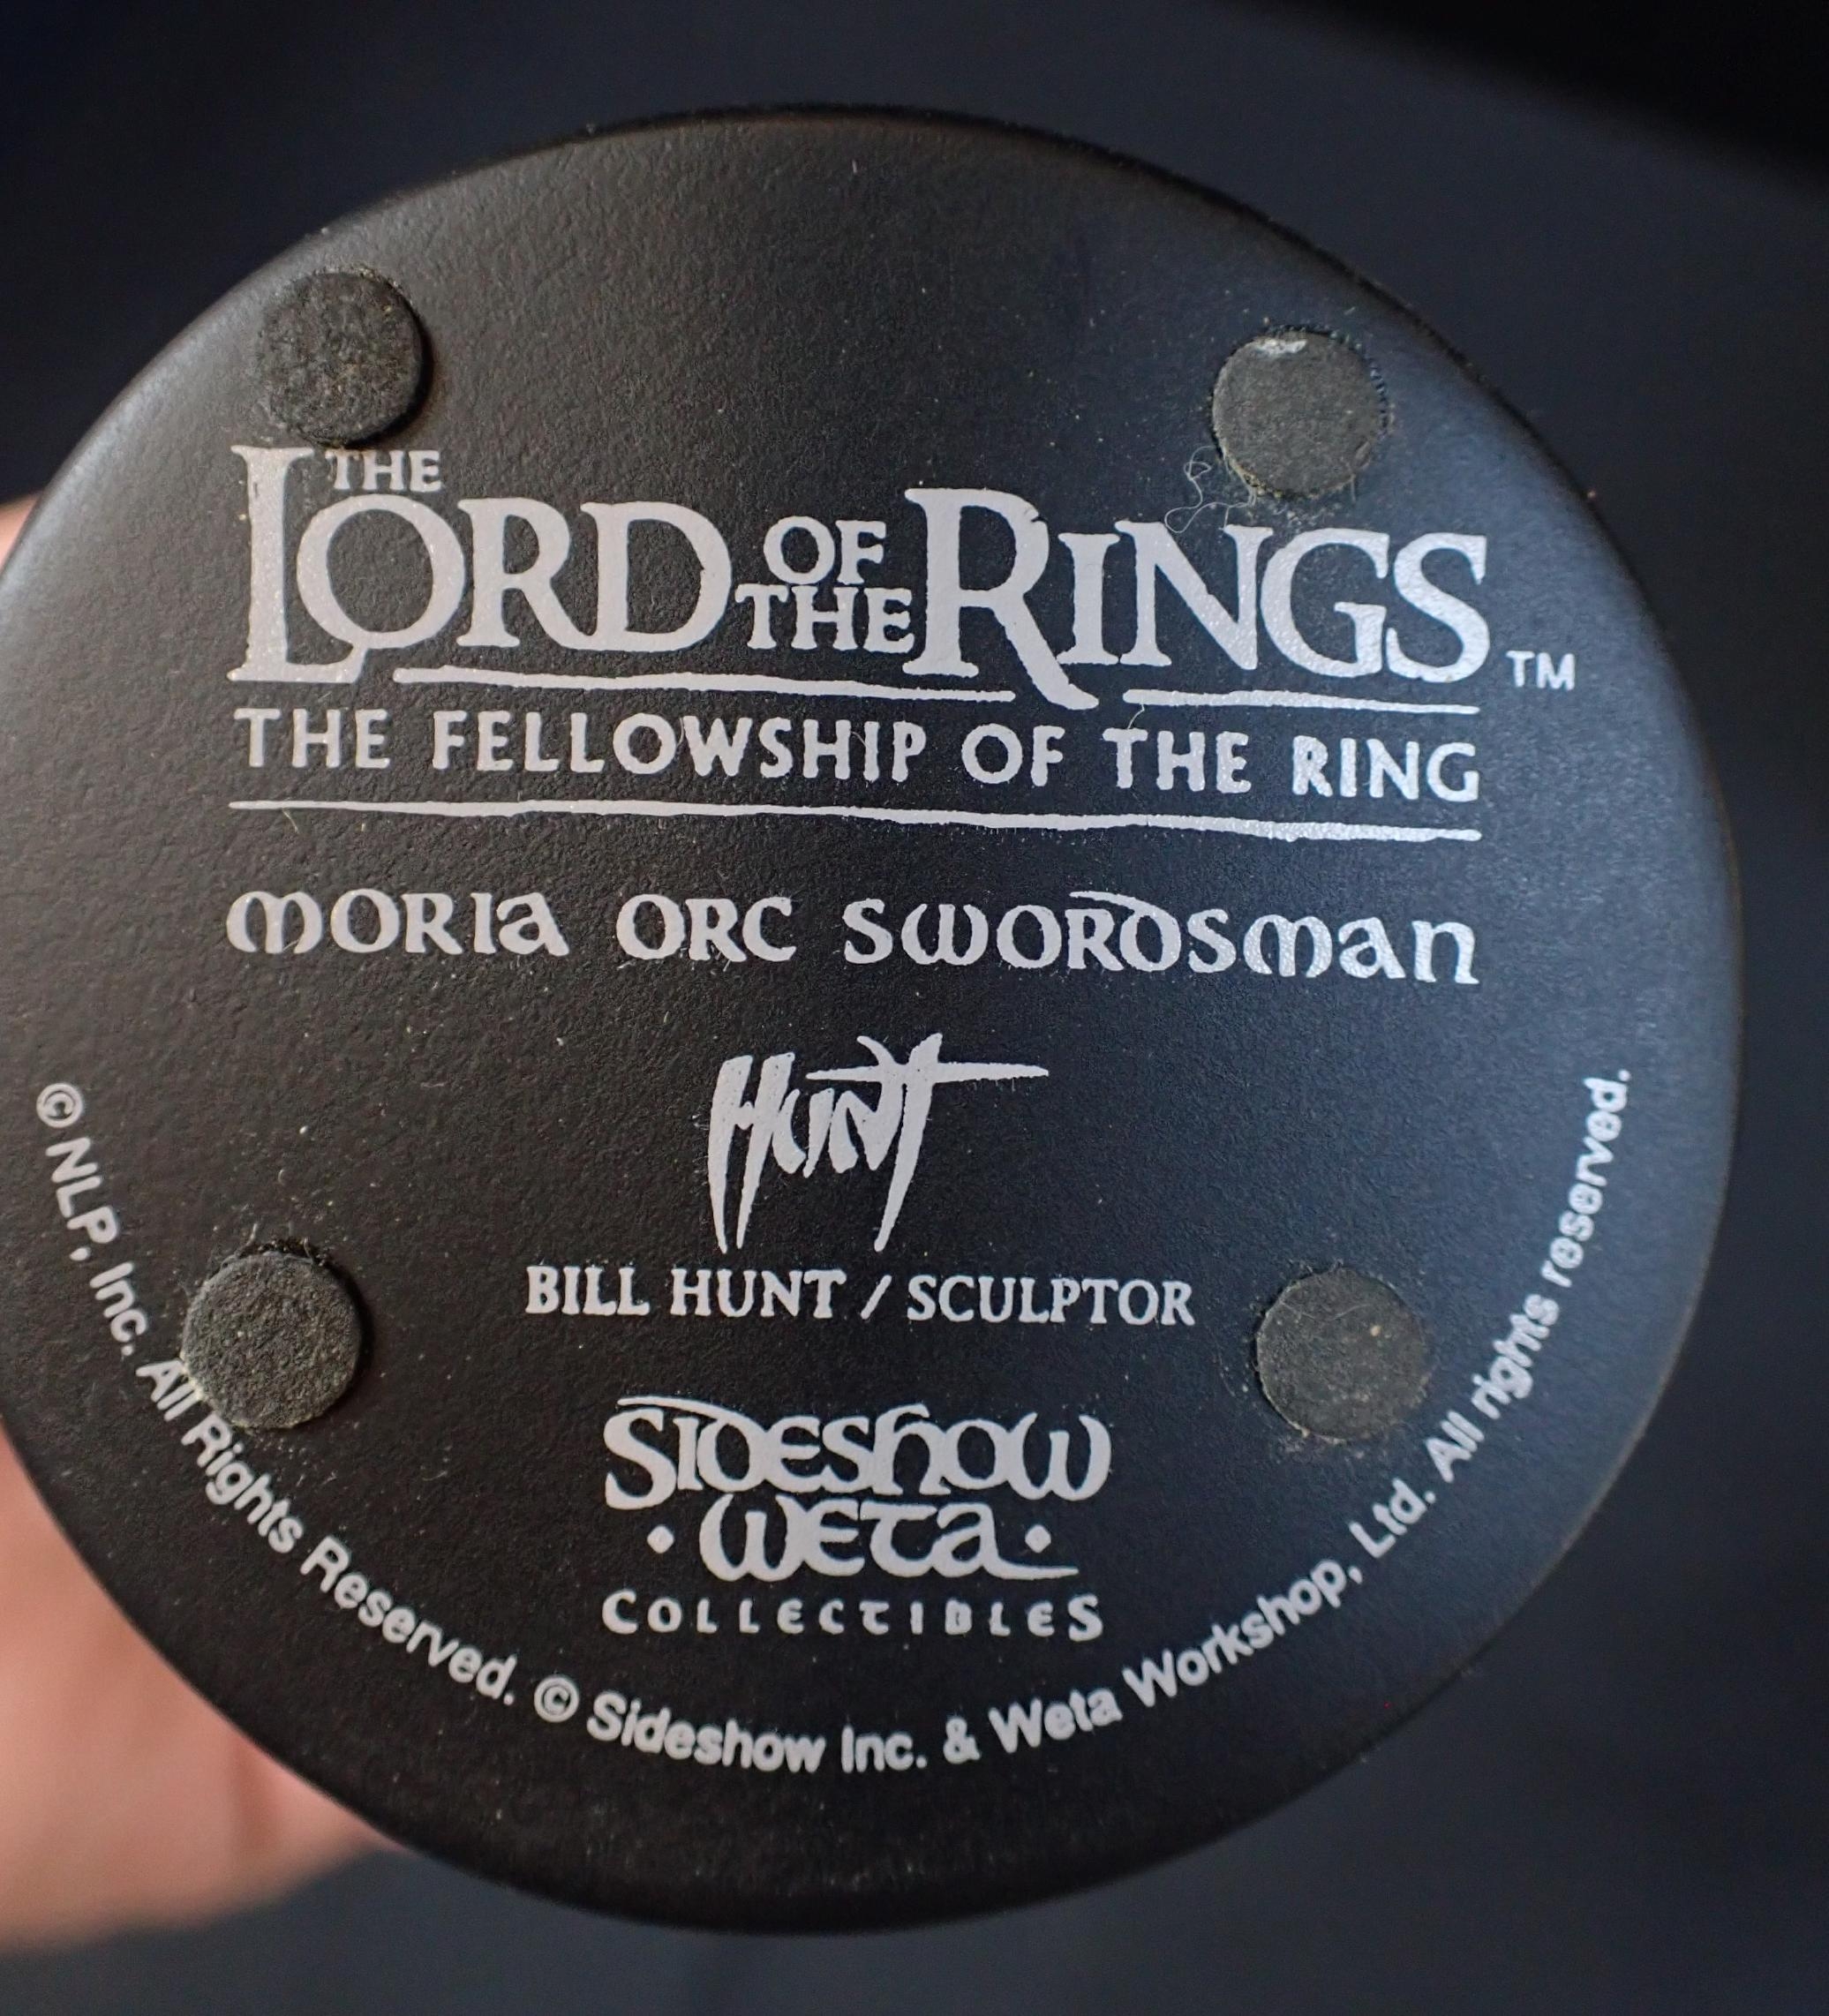 THE
LORD OF THE RINGS TM
THE FELLOWSHIP OF THE RING
MORIA ORC SWORDSMAN
HUNT
BILL HUNT / SCULPTOR
SIDESHOW
· WETA ·
COLLECTIBLES
© NLP, Inc. All Rights Reserved. © Sideshow Inc. & Weta Workshop, Ltd. All rights reserved.